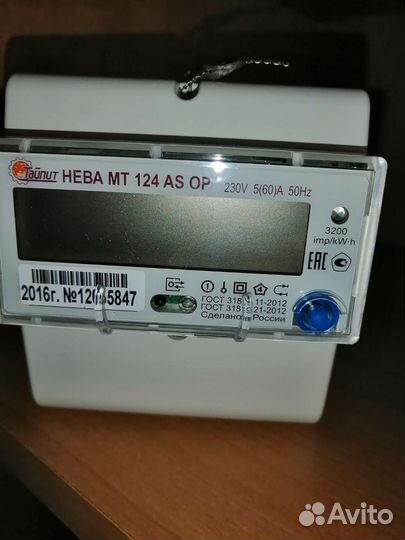 Тайпит НЕВА МТ 124 AS OP 230V 5(60)A 50Hz
3200
imp/kW·h
EAC
2016г.
ГОСТ
ГОСТ
Сделано в России
Avito